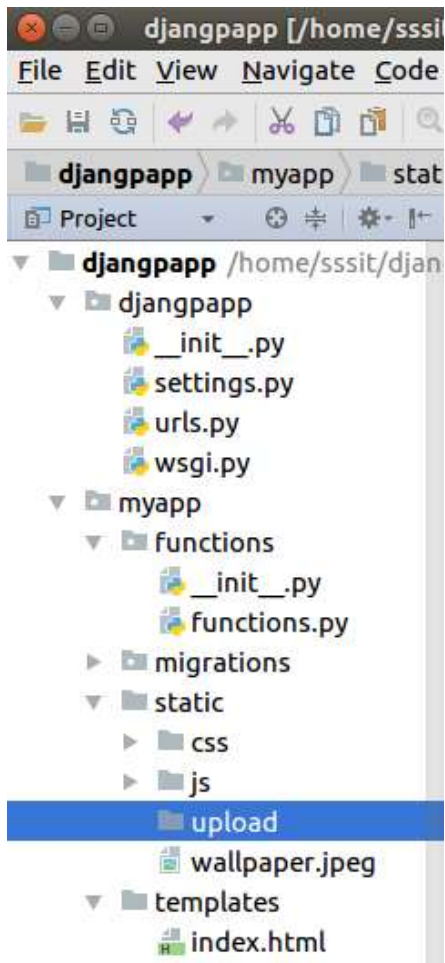 djangpapp [/home/sssit
File Edit View Navigate Code
djangpapp myapp stat
Project
djangpapp /home/sssit/djan
djangpapp
__init__.py
settings.py
urls.py
wsgi.py
myapp
functions
__init__.py
functions.py
migrations
static
css
js
upload
wallpaper.jpeg
templates
H index.html